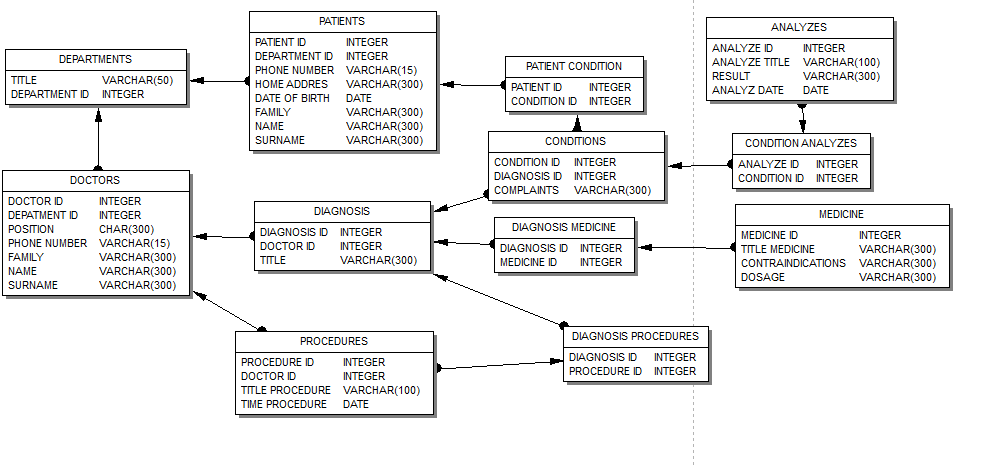 DEPARTMENTS
TITLE VARCHAR(50)
DEPARTMENT ID INTEGER
PATIENTS
PATIENT ID INTEGER
DEPARTMENT ID INTEGER
PHONE NUMBER VARCHAR(15)
HOME ADDRES VARCHAR(300)
DATE OF BIRTH DATE
FAMILY VARCHAR(300)
NAME VARCHAR(300)
SURNAME VARCHAR(300)
PATIENT CONDITION
PATIENT ID INTEGER
CONDITION ID INTEGER
ANALYZES
ANALYZE ID INTEGER
ANALYZE TITLE VARCHAR(100)
RESULT VARCHAR(300)
ANALYZ DATE DATE
CONDITIONS
CONDITION ID INTEGER
DIAGNOSIS ID INTEGER
COMPLAINTS VARCHAR(300)
CONDITION ANALYZES
ANALYZE ID INTEGER
CONDITION ID INTEGER
DOCTORS
DOCTOR ID INTEGER
DEPATMENT ID INTEGER
POSITION CHAR(300)
PHONE NUMBER VARCHAR(15)
FAMILY VARCHAR(300)
NAME VARCHAR(300)
SURNAME VARCHAR(300)
DIAGNOSIS
DIAGNOSIS ID INTEGER
DOCTOR ID INTEGER
TITLE VARCHAR(300)
DIAGNOSIS MEDICINE
DIAGNOSIS ID INTEGER
MEDICINE ID INTEGER
MEDICINE
MEDICINE ID INTEGER
TITLE MEDICINE VARCHAR(300)
CONTRAINDICATIONS VARCHAR(300)
DOSAGE VARCHAR(300)
PROCEDURES
PROCEDURE ID INTEGER
DOCTOR ID INTEGER
TITLE PROCEDURE VARCHAR(100)
TIME PROCEDURE DATE
DIAGNOSIS PROCEDURES
DIAGNOSIS ID INTEGER
PROCEDURE ID INTEGER